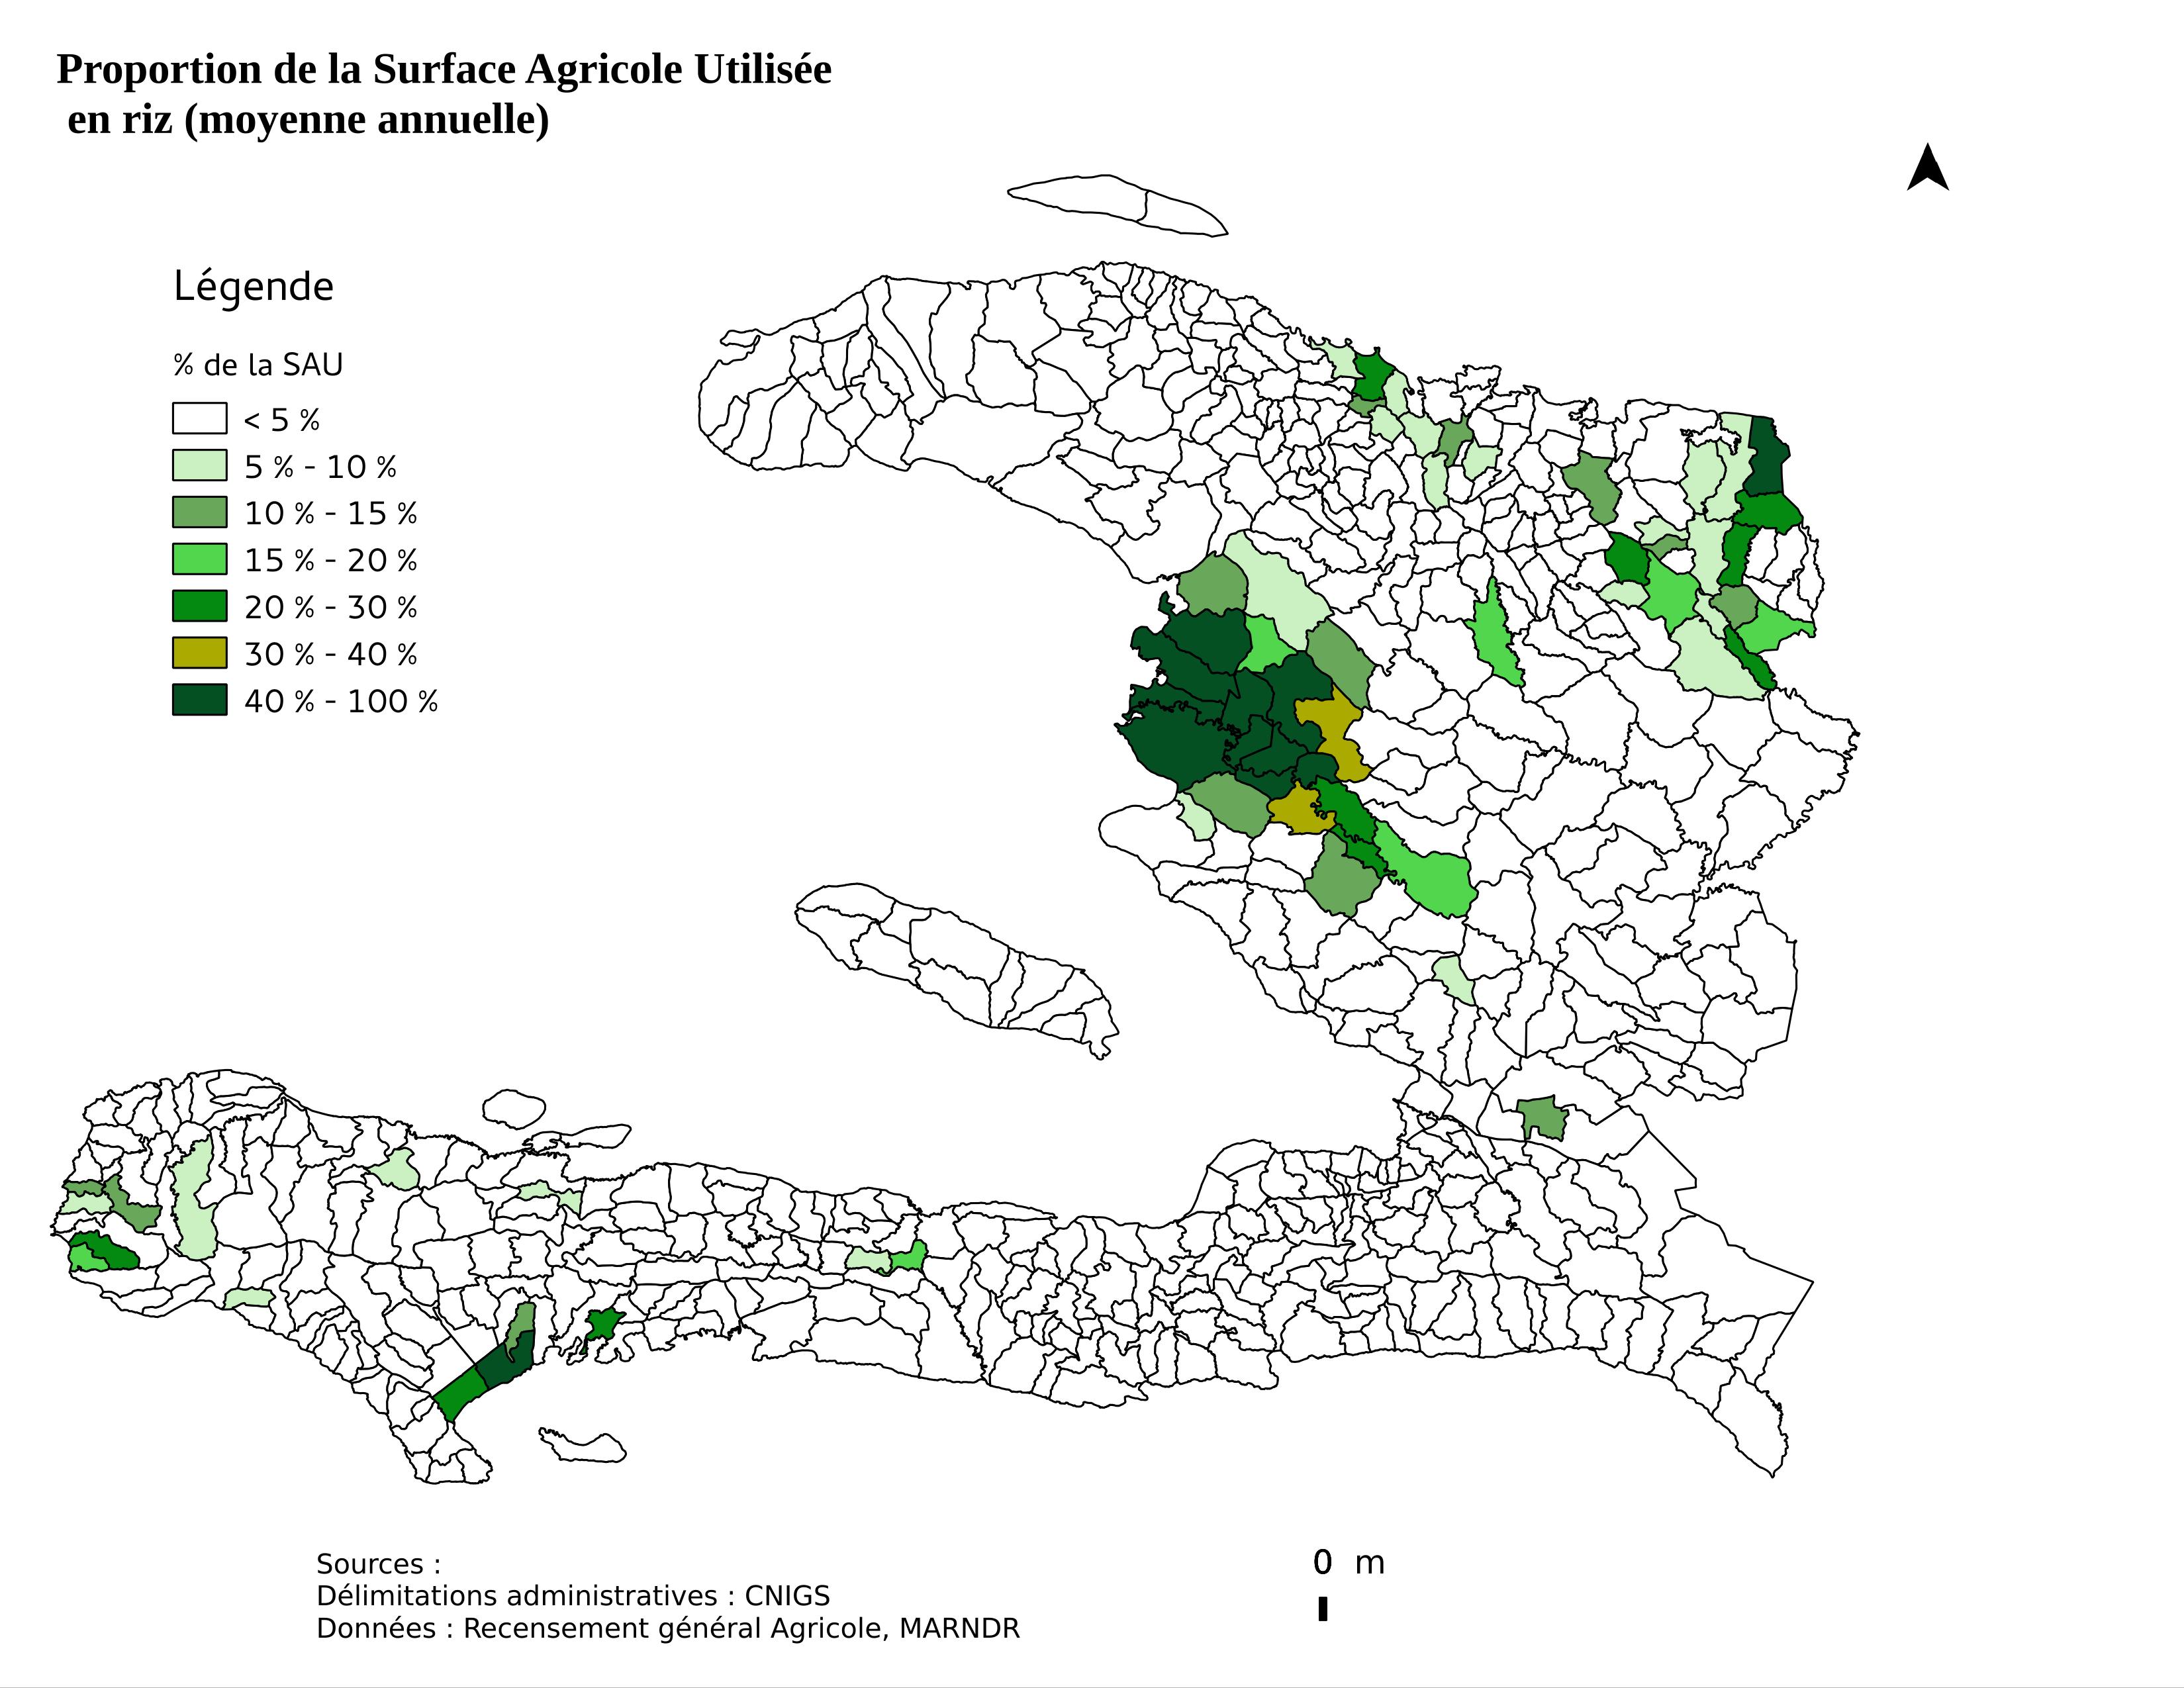 Proportion de la Surface Agricole Utilisée
en riz (moyenne annuelle)
Légende
% de la SAU
< 5 %
5 % - 10 %
10 % - 15 %
15 % - 20 %
20 % - 30 %
30 % - 40 %
40 % - 100 %
Sources :
Délimitations administratives : CNIGS
Données : Recensement général Agricole, MARNDR
0 m